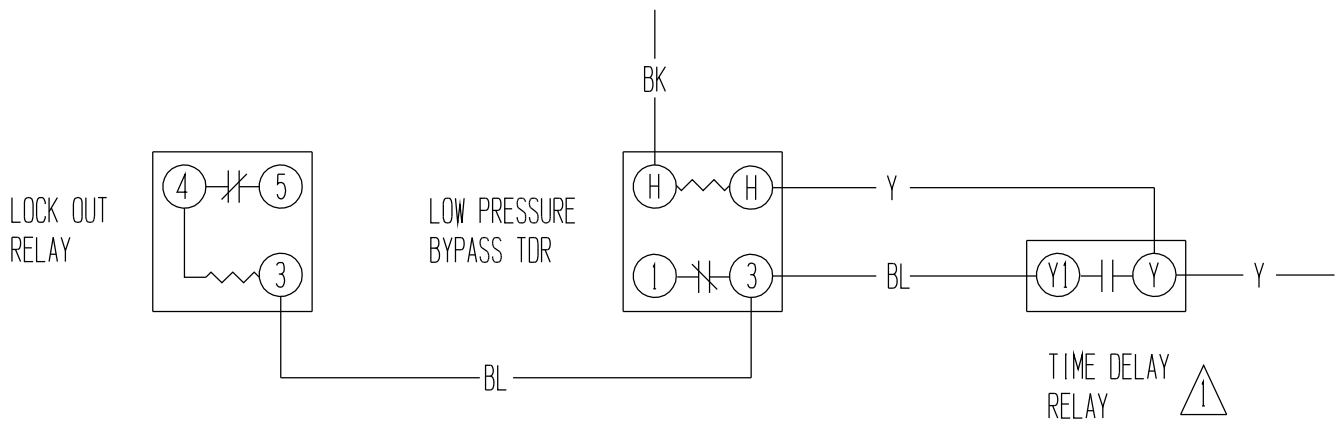 BK
4
5
LOCK OUT
RELAY
3
LOW PRESSURE
BYPASS TDR
H
H
Y
1
3
BL
Y1
Y
Y
BL
TIME DELAY
RELAY
1